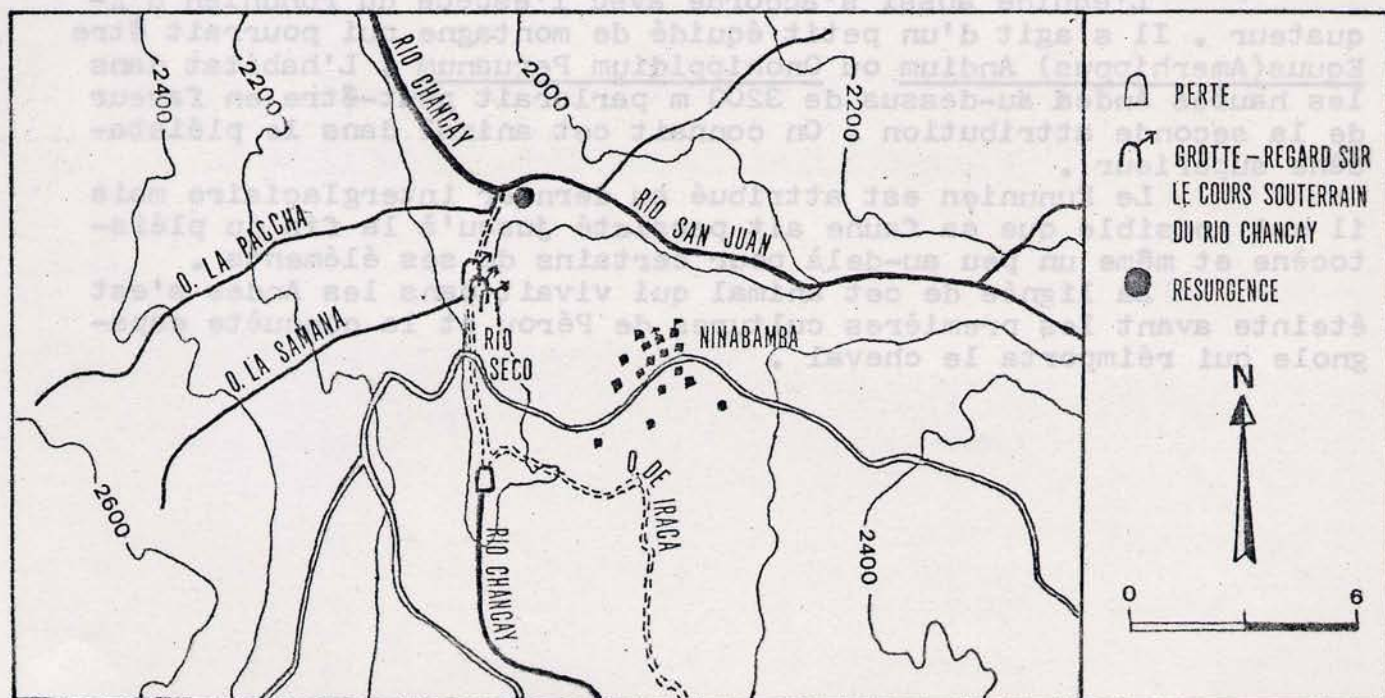 quateur . Il s'agit d'un petit équidé de montagne qui pourrait être
Equus(Amerhippus) Andium ou Onohippidium Peruanum . L'habitat dans
les hautes Andes au-dessus de 3200 m parlerait peut-être en faveur
de la seconde attribution . On connait cet animal dans le pléisto-
cène supérieur .
Le est attribué au dernier interglaciaire mais
il est possible que sa faune ait persisté jusqu'à la fin du pléis-
tocène et même un peu au-delà pour certains de ses éléments .
La lignée de cet animal qui vivait dans les Andes s'est
éteinte avant les premières cultures de Pérou et la conquête espa-
gnole qui réimporta le cheval .
2400
2200
RIO CHANCAY
2000
2200
Q. LA PACCHA
RIO SAN JUAN
Q. LA SAMANA
RIO
SECO
NINABAMBA
Q. DE IRACA
2600
RIO CHANCAY
2400
PERTE
GROTTE-REGARD SUR
LE COURS SOUTERRAIN
DU RIO CHANCAY
RESURGENCE
N
0 6